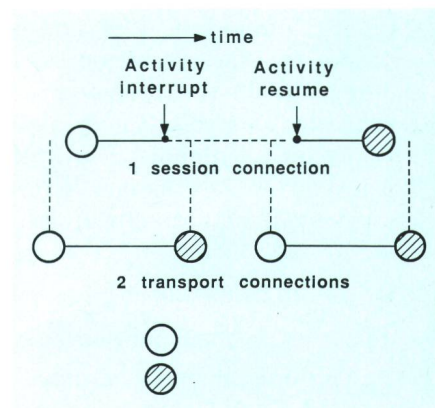 time
Activity
interrupt
Activity
resume
1 session connection
2 transport connections